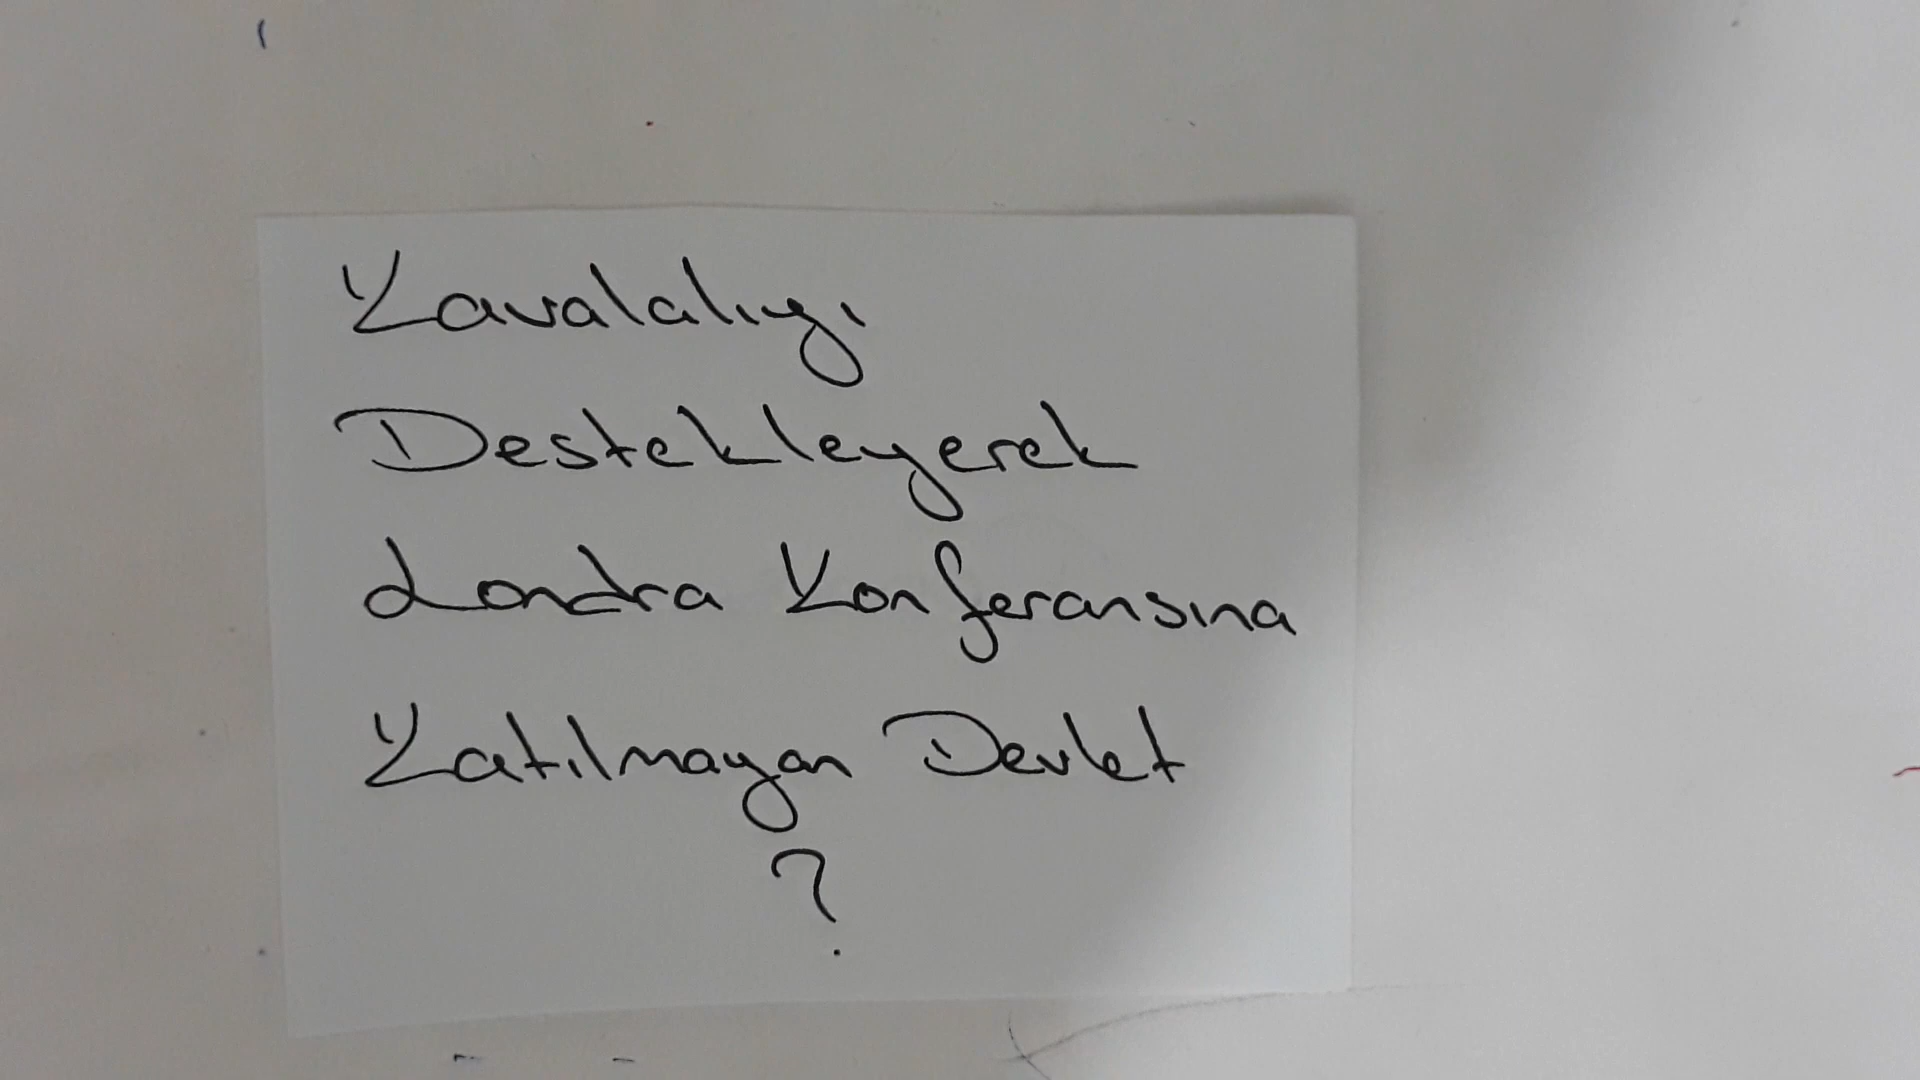 Kavalalıyı
Destekleyerek
Londra Konferansına
Katılmayan Devlet
?